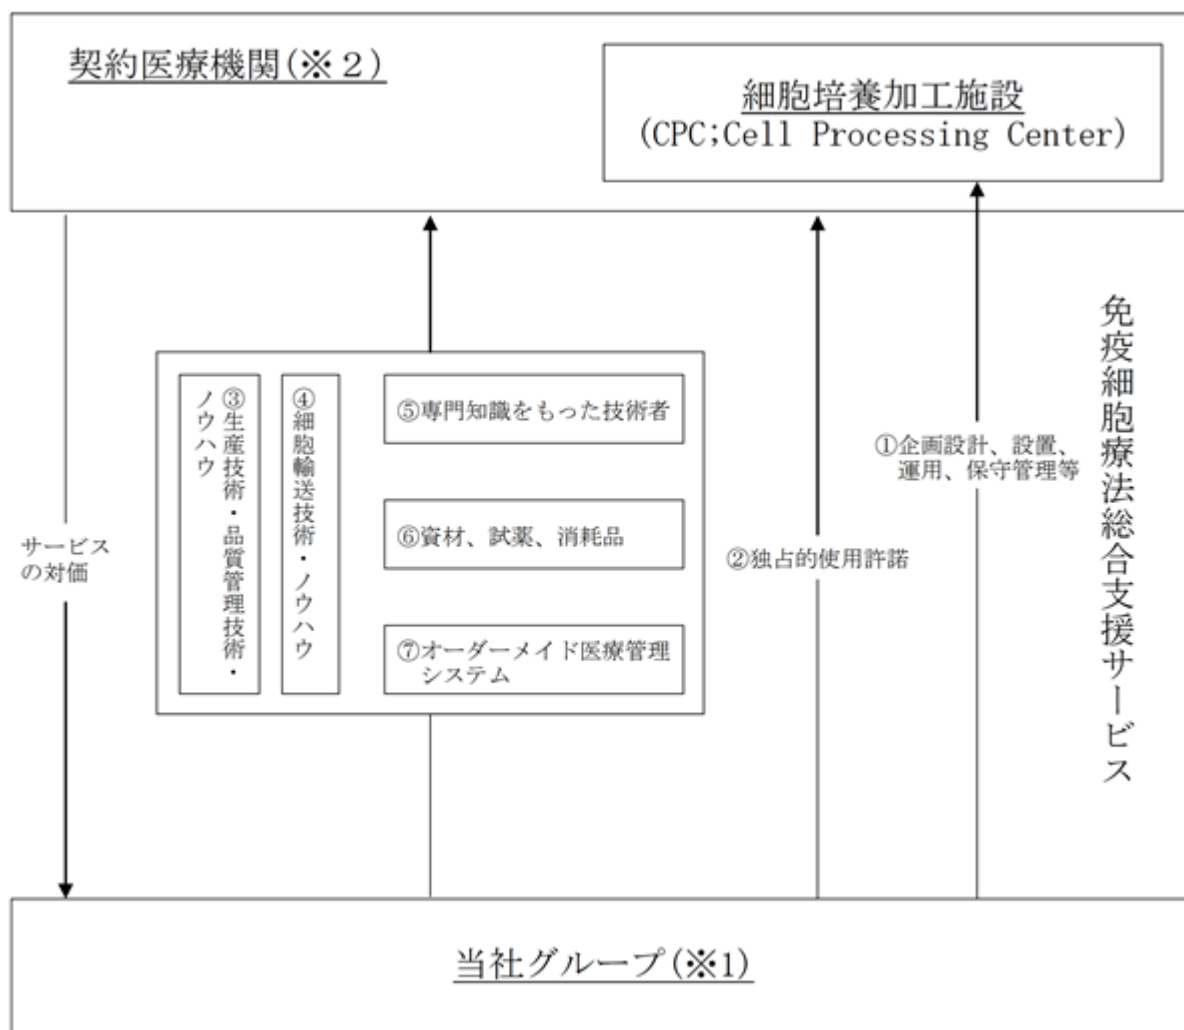 契約医療機関(※２)
細胞培養加工施設
(CPC;Cell Processing Center)
サービス
の対価
③生産技術・品質管理技術・
ノウハウ
④細胞輸送技術・ノウハウ
⑤専門知識をもった技術者
⑥資材、試薬、消耗品
⑦オーダーメイド医療管理
システム
②独占的使用許諾
①企画設計、設置、
運用、保守管理等
免疫細胞療法総合支援サービス
当社グループ(※1)